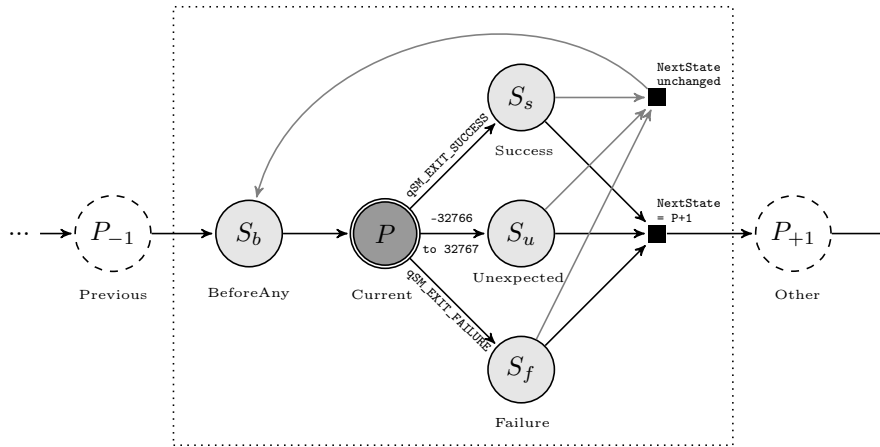 NextState
unchanged
S_s
qSM_EXIT_SUCCESS
Success
NextState
= P+1
...
P_{-1}
S_b
P
-32766
to 32767
S_u
P_{+1}
Previous
BeforeAny
Current
Unexpected
Other
qSM_EXIT_FAILURE
S_f
Failure